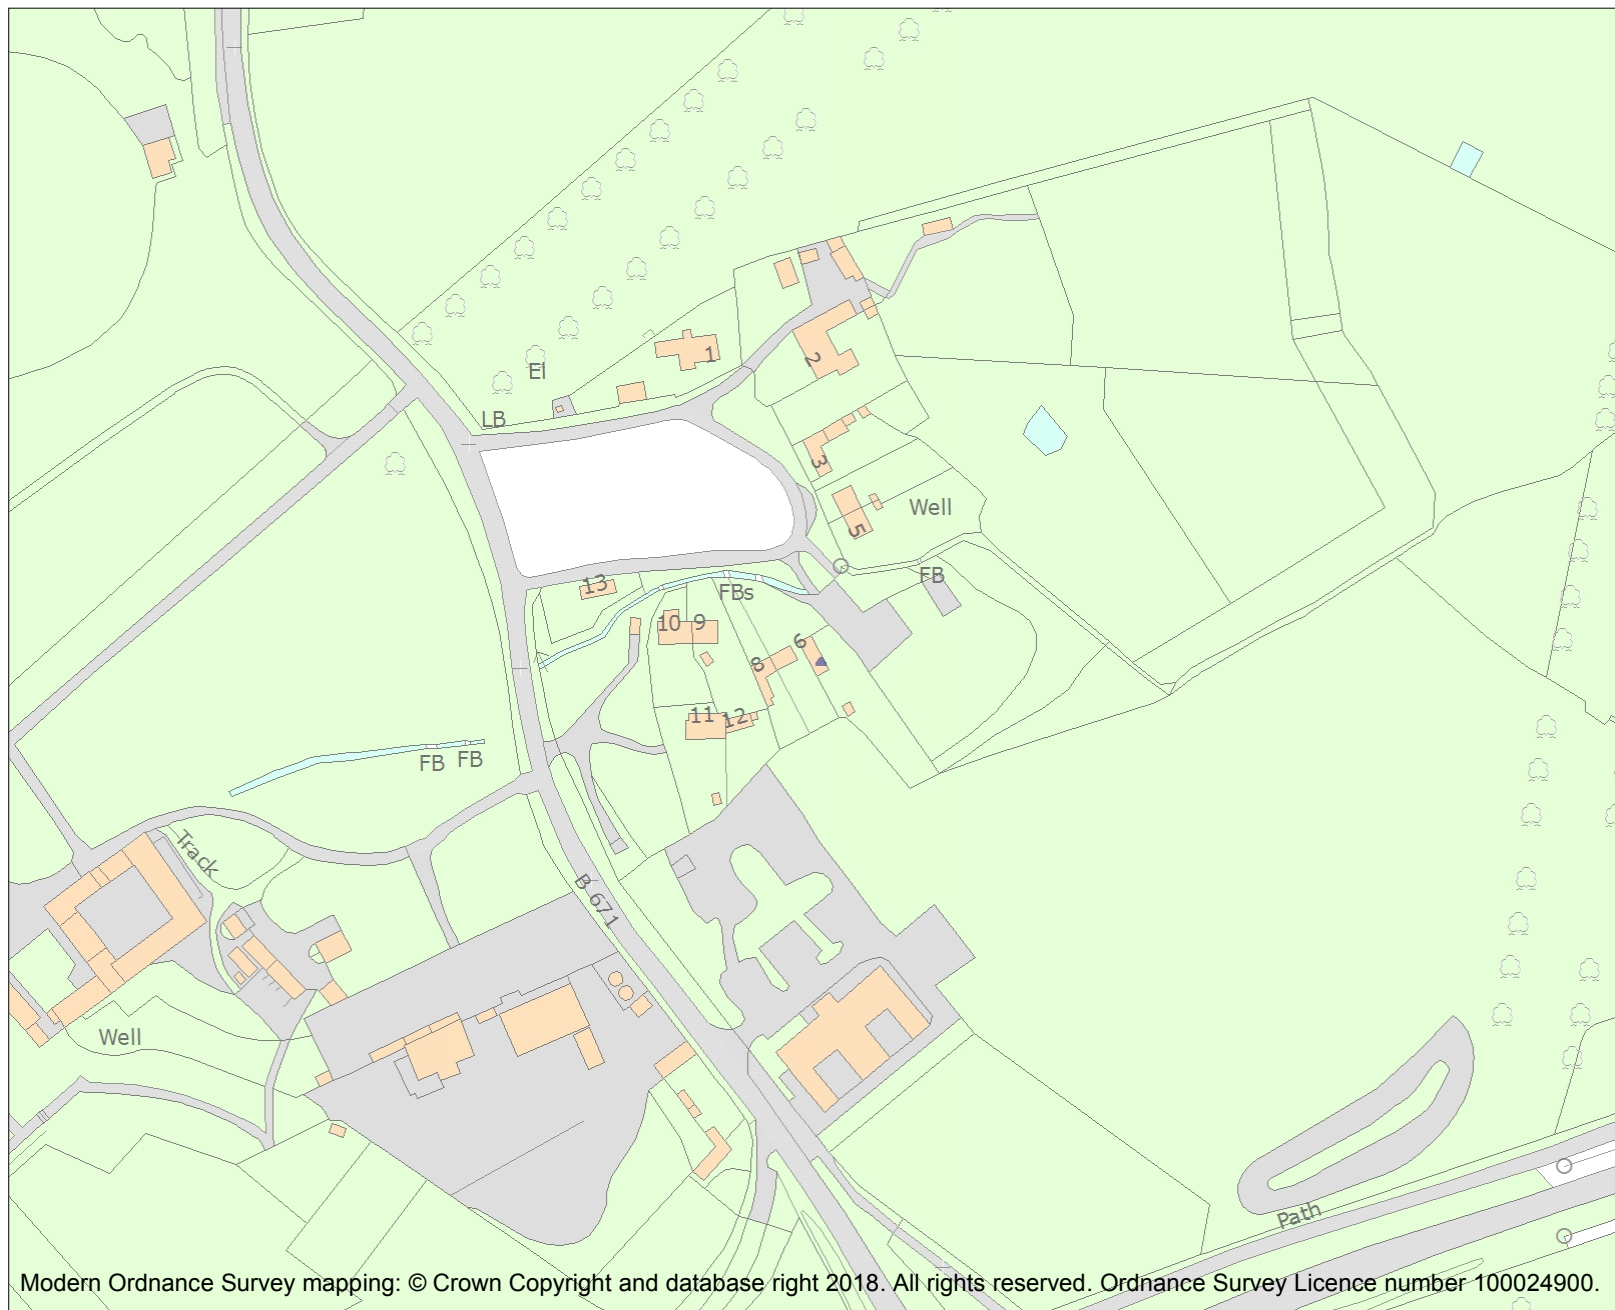 1
2
El
LB
3
Well
5
13
FB
FBs
10 9
6
8
11 12
FB FB
Track
B 671
Well
Path
Modern Ordnance Survey mapping: © Crown Copyright and database right 2018. All rights reserved. Ordnance Survey Licence number 100024900.